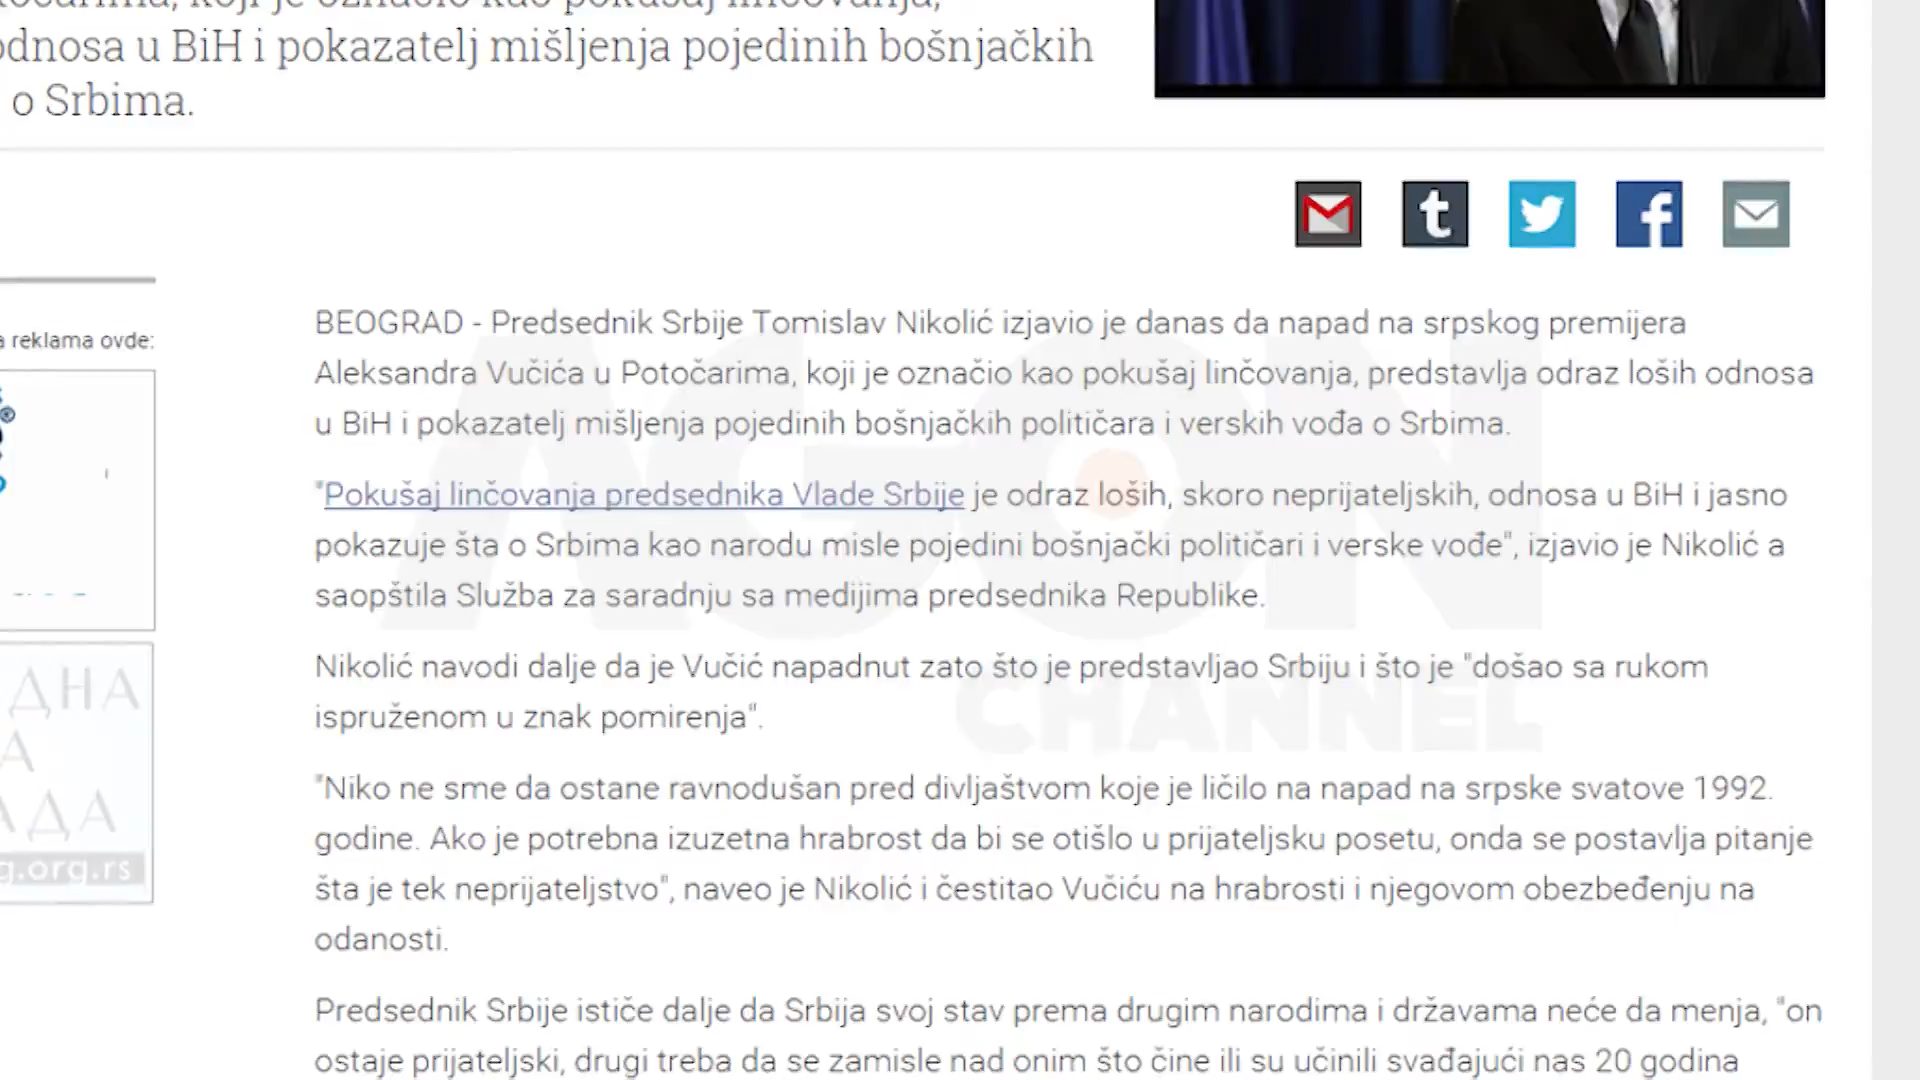 odnosa u BiH i pokazatelj mišljenja pojedinih bošnjačkih
o Srbima.
a reklama ovde:
BEOGRAD - Predsednik Srbije Tomislav Nikolić izjavio je danas da napad na srpskog premijera
Aleksandra Vučića u Potočarima, koji je označio kao pokušaj linčovanja, predstavlja odraz loših odnosa
u BiH i pokazatelj mišljenja pojedinih bošnjačkih političara i verskih vođa o Srbima.
"Pokušaj linčovanja predsednika Vlade Srbije je odraz loših, skoro neprijateljskih, odnosa u BiH i jasno
pokazuje šta o Srbima kao narodu misle pojedini bošnjački političari i verske vođe", izjavio je Nikolić a
saopštila Služba za saradnju sa medijima predsednika Republike.
Nikolić navodi dalje da je Vučić napadnut zato što je predstavljao Srbiju i što je "došao sa rukom
ispruženom u znak pomirenja".
"Niko ne sme da ostane ravnodušan pred divljaštvom koje je ličilo na napad na srpske svatove 1992.
godine. Ako je potrebna izuzetna hrabrost da bi se otišlo u prijateljsku posetu, onda se postavlja pitanje
šta je tek neprijateljstvo", naveo je Nikolić i čestitao Vučiću na hrabrosti i njegovom obezbeđenju na
odanosti.
Predsednik Srbije ističe dalje da Srbija svoj stav prema drugim narodima i državama neće da menja, "on
ostaje prijateljski, drugi treba da se zamisle nad onim što čine ili su učinili svađajući nas 20 godina
AGON
CHANNEL
ДНА
А
АДА
g.org.rs